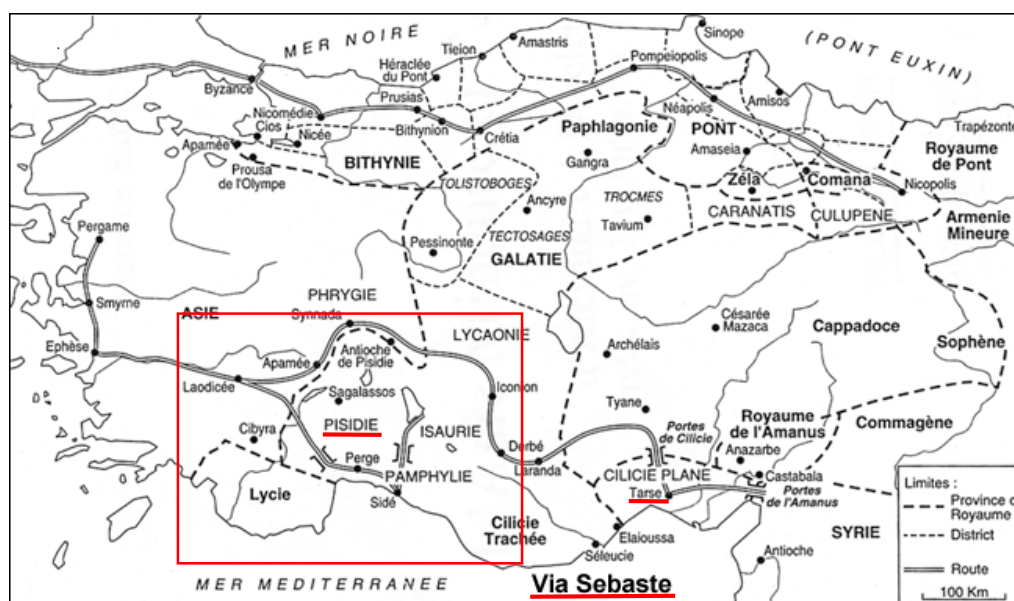 MER NOIRE
Sinope
(PONT EUXIN)
Amastris
Tieion
Héraclée
du Pont
Pompeiopolis
Byzance
Nicomédie
Prusias
Néapolis
Amisos
Cios
Nicée
Bithynion
Crétia
Paphlagonie
PONT
Trapézonte
Apamée
Prousa
de l'Olympe
BITHYNIE
Gangra
Amaseia
Royaume
de Pont
TOLISTOBOGES
Zéla
Comana
Nicopolis
Ancyre
TROCMES
Tavium
CARANATIS
CULUPENE
Armenie
Mineure
Pergame
Pessinonte
TECTOSAGES
GALATIE
PHRYGIE
Smyrne
ASIE
Synnada
LYCAONIE
Césarée
Mazaca
Cappadoce
Sophène
Ephèse
Apamée
Antioche
de Pisidie
Archélais
Laodicée
Iconion
Sagalassos
Tyane
Royaume
de l'Amanus
Commagène
Cibyra
PISIDIE
ISAURIE
Portes
de Cilicie
Derbé
Anazarbe
Perge
PAMPHYLIE
Laranda
CILICIE PLANE
Castabala
Lycie
Sidé
Tarse
Portes
de l'Amanus
Cilicie
Trachée
Elaioussa
SYRIE
Séleucie
Antioche
MER MEDITERRANEE
Via Sebaste
Limites :
Province
Royaume
District
Route
100 Km